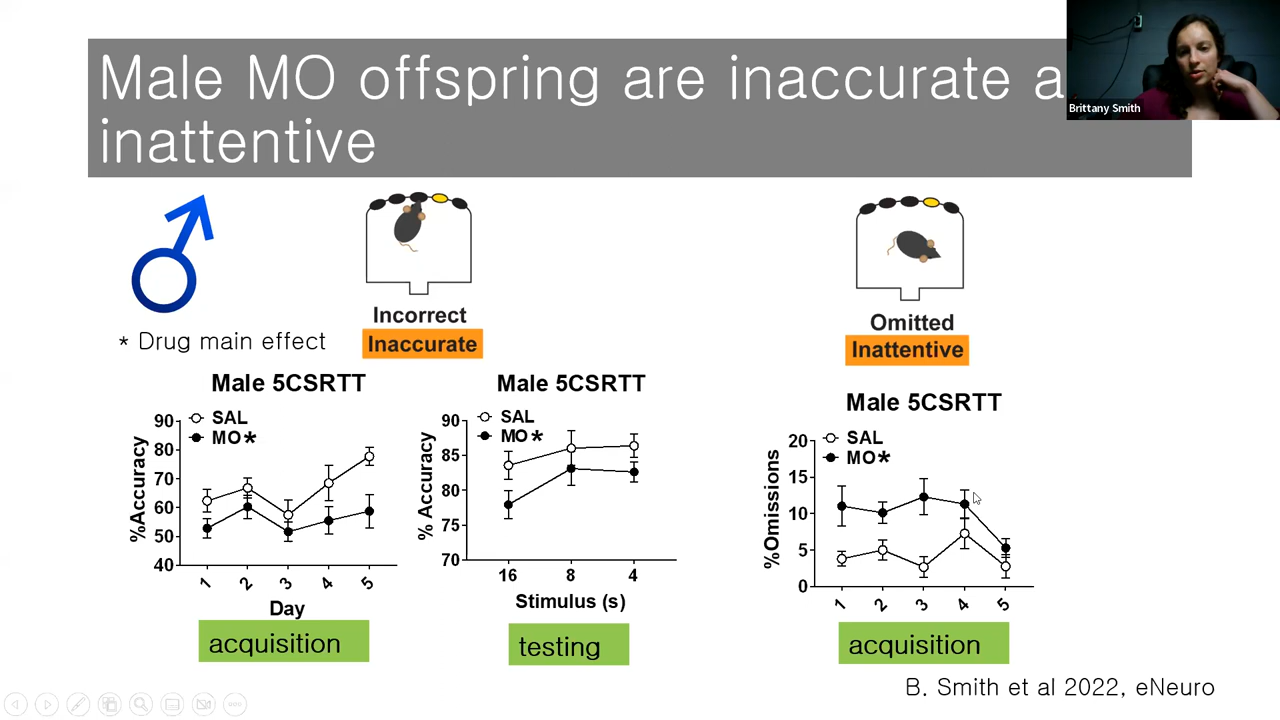 Male MO offspring are inaccurate a
inattentive
Brittany Smith
* Drug main effect
Incorrect
Inaccurate
Omitted
Inattentive
Male 5CSRTT
SAL
MO*
%Accuracy
90
80
70
60
50
40
1 2 3 4 5
Day
acquisition
Male 5CSRTT
SAL
MO*
% Accuracy
90
85
80
75
70
16 8 4
Stimulus (s)
testing
Male 5CSRTT
SAL
MO*
%Omissions
20
15
10
5
0
1 2 3 4 5
acquisition
B. Smith et al 2022, eNeuro